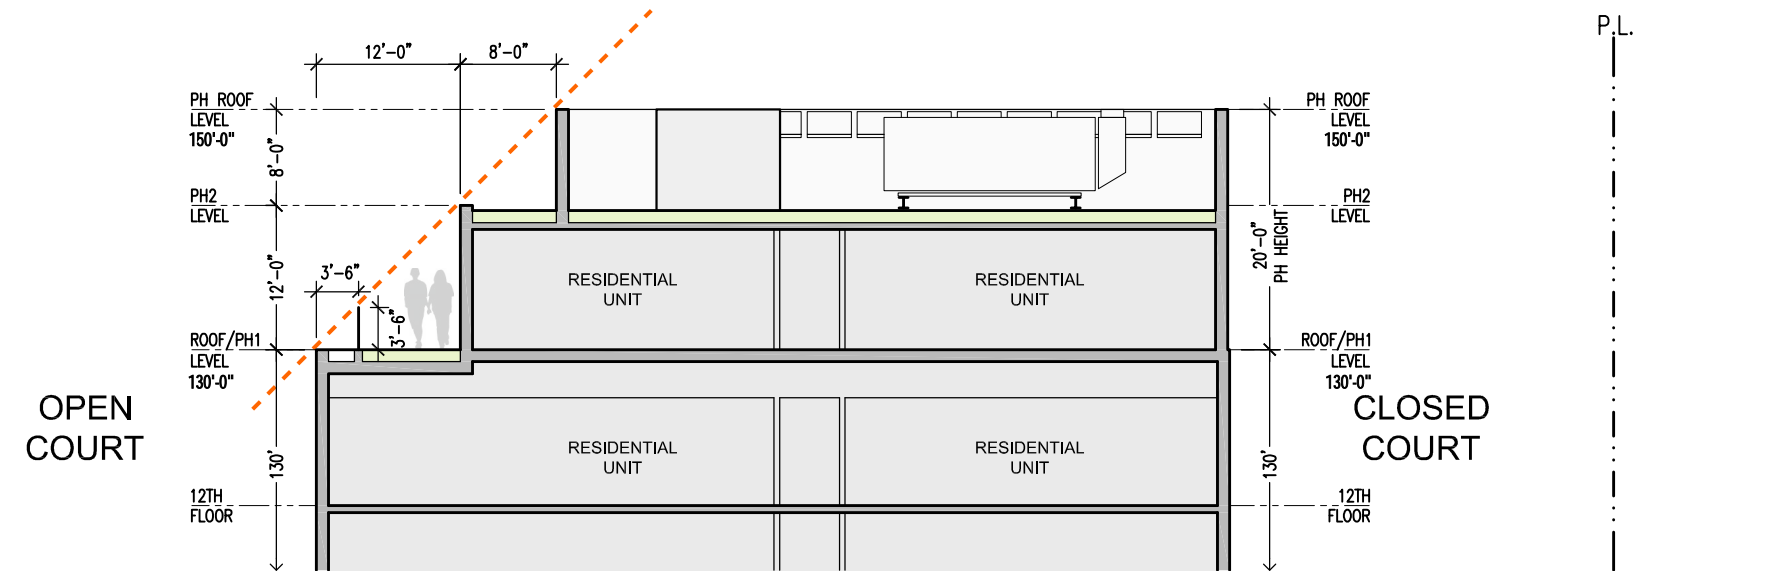 P.L.
12'-0"
8'-0"
PH ROOF
LEVEL
150'-0"
PH ROOF
LEVEL
150'-0"
8'-0"
PH2
LEVEL
PH2
LEVEL
20'-0"
PH HEIGHT
12'-0"
3'-6"
3'-6"
RESIDENTIAL
UNIT
RESIDENTIAL
UNIT
ROOF/PH1
LEVEL
130'-0"
ROOF/PH1
LEVEL
130'-0"
OPEN
COURT
CLOSED
COURT
RESIDENTIAL
UNIT
RESIDENTIAL
UNIT
130'
130'
12TH
FLOOR
12TH
FLOOR